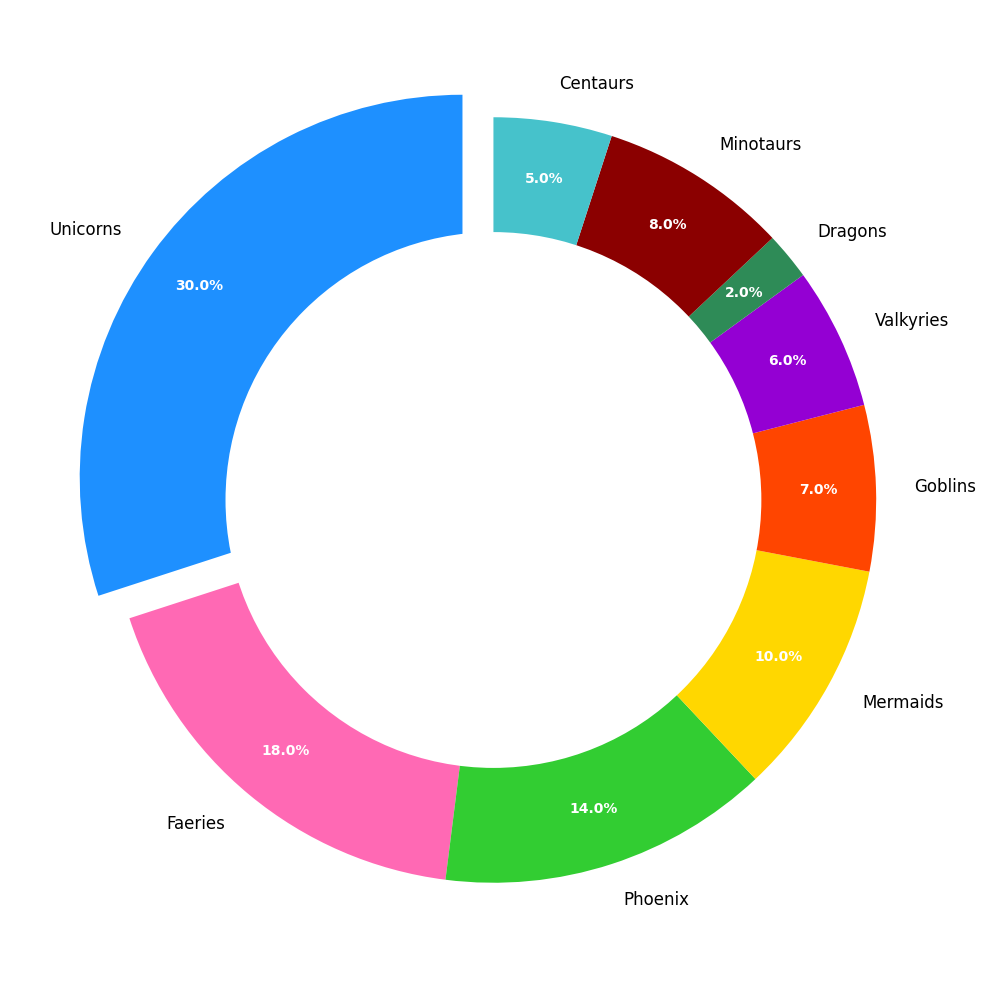 Centaurs
5.0%
Minotaurs
8.0%
Dragons
2.0%
Valkyries
6.0%
Goblins
7.0%
Mermaids
10.0%
Phoenix
14.0%
Faeries
18.0%
Unicorns
30.0%